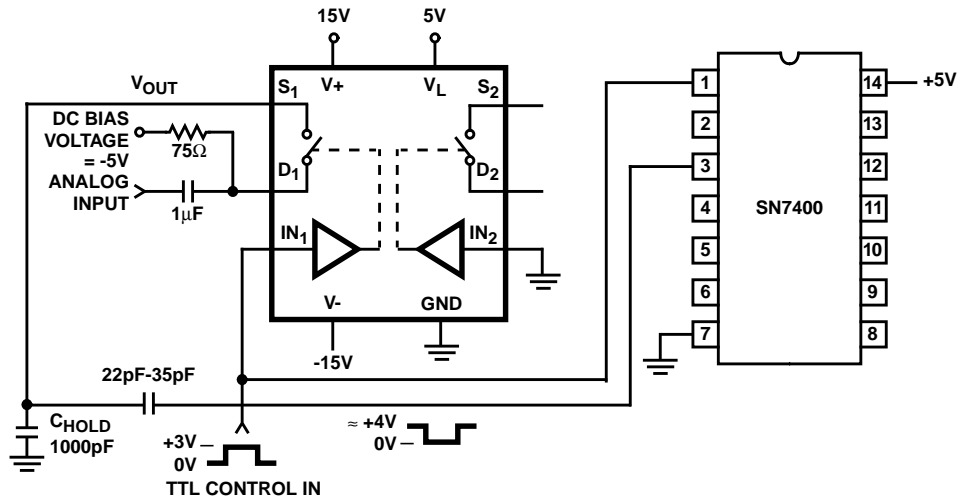 15V
5V
V+
VL
S1
S2
VOUT
DC BIAS
VOLTAGE
= -5V
75Ω
ANALOG
INPUT
1μF
D1
D2
IN1
IN2
V-
GND
-15V
22pF-35pF
CHOLD
1000pF
+3V
0V
TTL CONTROL IN
≈ +4V
0V
SN7400
1
2
3
4
5
6
7
14
13
12
11
10
9
8
+5V